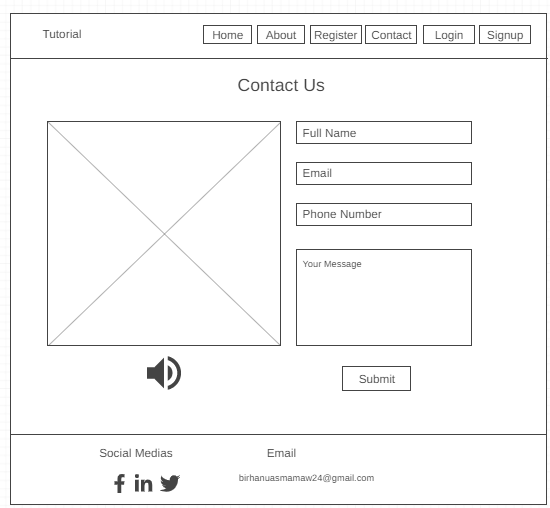 Tutorial
Home About Register Contact Login Signup
Contact Us
Full Name
Email
Phone Number
Your Message
Submit
Social Medias
Email
birhanuasmamaw24@gmail.com